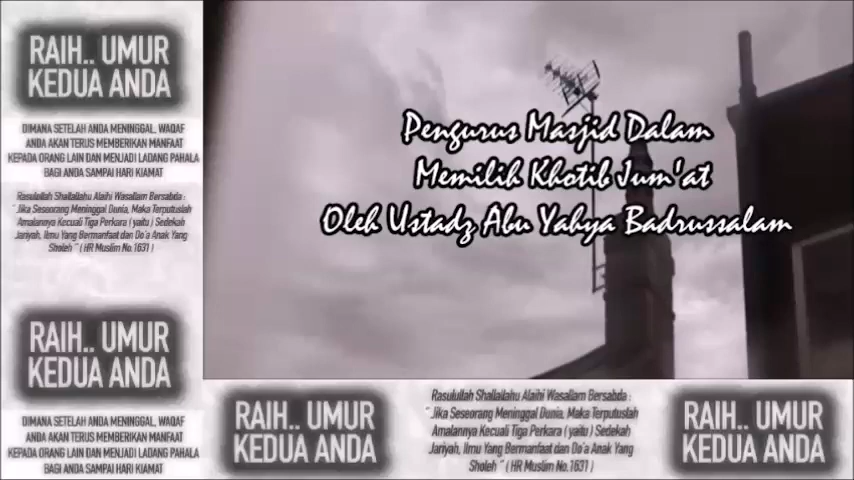 RAIH.. UMUR
KEDUA ANDA
DIMANA SETELAH ANDA MENINGGAL, WAQAF
ANDA AKAN TERUS MEMBERIKAN MANFAAT
KEPADA ORANG LAIN DAN MENJADI LADANG PAHALA
BAGI ANDA SAMPAI HARI KIAMAT
Rasulullah Shallallahu Alaihi Wasallam Bersabda :
" Jika Seseorang Meninggal Dunia, Maka Terputuslah
Amalannya Kecuali Tiga Perkara ( yaitu ) Sedekah
Jariyah, Ilmu Yang Bermanfaat dan Do'a Anak Yang
Sholeh " ( HR Muslim No.1631 )
Pengurus Masjid Dalam
Memilih Khotib Jum'at
Oleh Ustadz Abu Yahya Badrussalam
RAIH.. UMUR
KEDUA ANDA
DIMANA SETELAH ANDA MENINGGAL, WAQAF
ANDA AKAN TERUS MEMBERIKAN MANFAAT
KEPADA ORANG LAIN DAN MENJADI LADANG PAHALA
BAGI ANDA SAMPAI HARI KIAMAT
RAIH.. UMUR
KEDUA ANDA
Rasulullah Shallallahu Alaihi Wasallam Bersabda :
" Jika Seseorang Meninggal Dunia, Maka Terputuslah
Amalannya Kecuali Tiga Perkara ( yaitu ) Sedekah
Jariyah, Ilmu Yang Bermanfaat dan Do'a Anak Yang
Sholeh " ( HR Muslim No.1631 )
RAIH.. UMUR
KEDUA ANDA